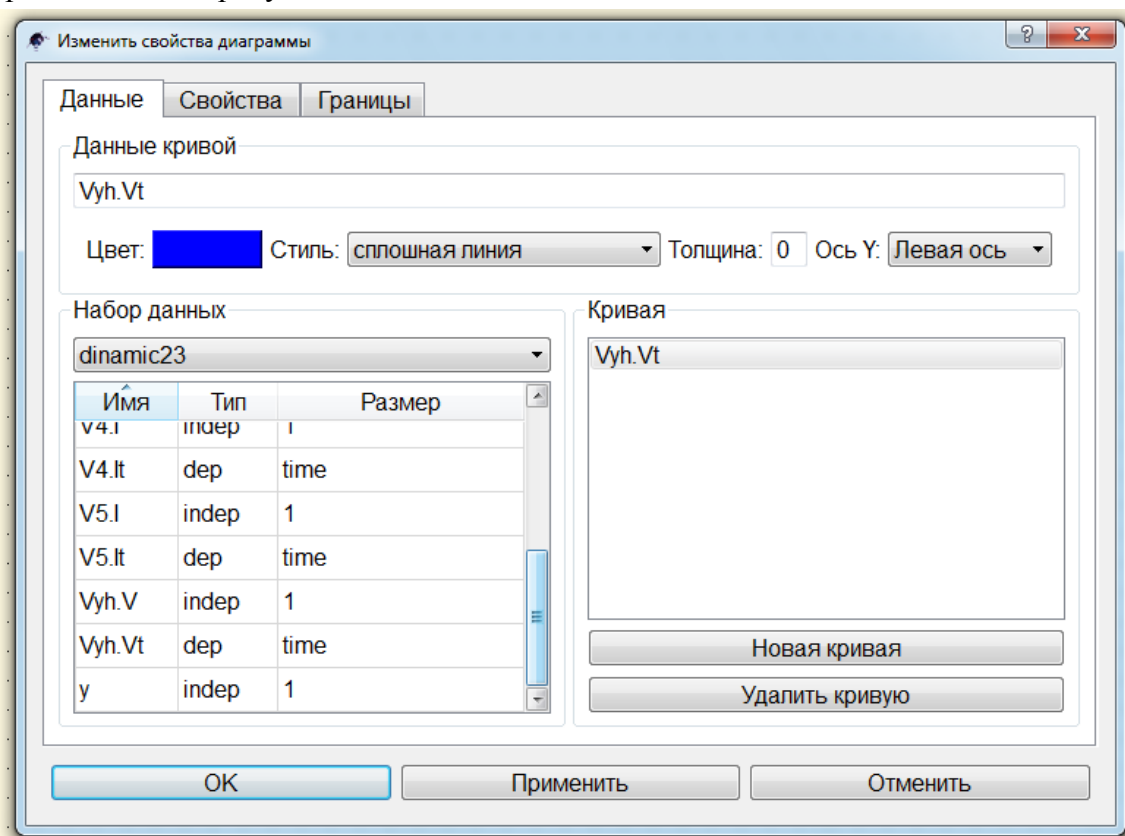 Изменить свойства диаграммы
Данные Свойства Границы
Данные кривой
Vyh.Vt
Цвет: Стиль: сплошная линия Толщина: 0 Ось Y: Левая ось
Набор данных
dinamic23
Имя Тип Размер
V4.I indep 1
V4.It dep time
V5.I indep 1
V5.It dep time
Vyh.V indep 1
Vyh.Vt dep time
y indep 1
Кривая
Vyh.Vt
Новая кривая
Удалить кривую
OK Применить Отменить